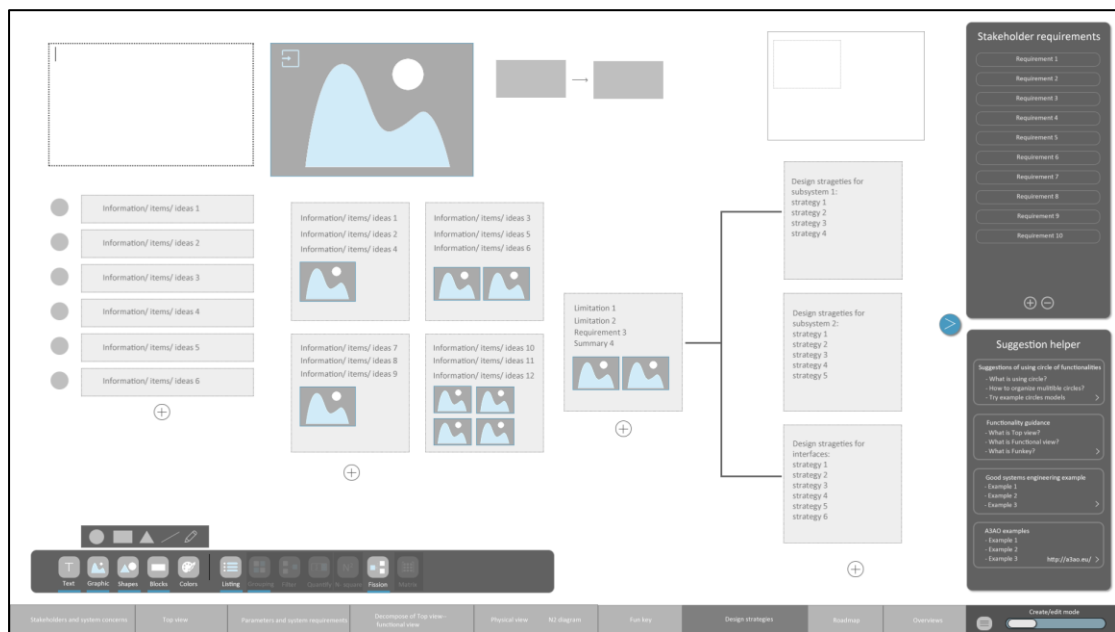 Information/ items/ ideas 1
Information/ items/ ideas 2
Information/ items/ ideas 3
Information/ items/ ideas 4
Information/ items/ ideas 5
Information/ items/ ideas 6
Information/ items/ ideas 1
Information/ items/ ideas 2
Information/ items/ ideas 4
Information/ items/ ideas 3
Information/ items/ ideas 5
Information/ items/ ideas 6
Information/ items/ ideas 7
Information/ items/ ideas 8
Information/ items/ ideas 9
Information/ items/ ideas 10
Information/ items/ ideas 11
Information/ items/ ideas 12
Limitation 1
Limitation 2
Requirement 3
Summary 4
Design strageties for
subsystem 1:
strategy 1
strategy 2
strategy 3
strategy 4
Design strageties for
subsystem 2:
strategy 1
strategy 2
strategy 3
strategy 4
strategy 5
Design strageties for
interfaces:
strategy 1
strategy 2
strategy 3
strategy 4
strategy 5
strategy 6
Stakeholder requirements
Requirement 1
Requirement 2
Requirement 3
Requirement 4
Requirement 5
Requirement 6
Requirement 7
Requirement 8
Requirement 9
Requirement 10
Suggestion helper
Suggestions of using circle of functionalities
- What is using circle?
- How to organise mulitible circles?
- Try example circles models
Functionality guidance
- What is Top view?
- What is Functional view?
- What is Funkey?
Good systems engineering example
- Example 1
- Example 2
- Example 3
A3AO examples
- Example 1
- Example 2
- Example 3 http://a3ao.eu/
T
Text Graphic Shapes Blocks Colors Listing Grouping Filter Quantify Fission Matrix
Stakeholders and system concerns
Top view
Parameters and system requirements
Decompose of Top view-
functional view
Physical view
N2 diagram
Fun key
Design strategies
Roadmap
Overviews
Create/edit mode